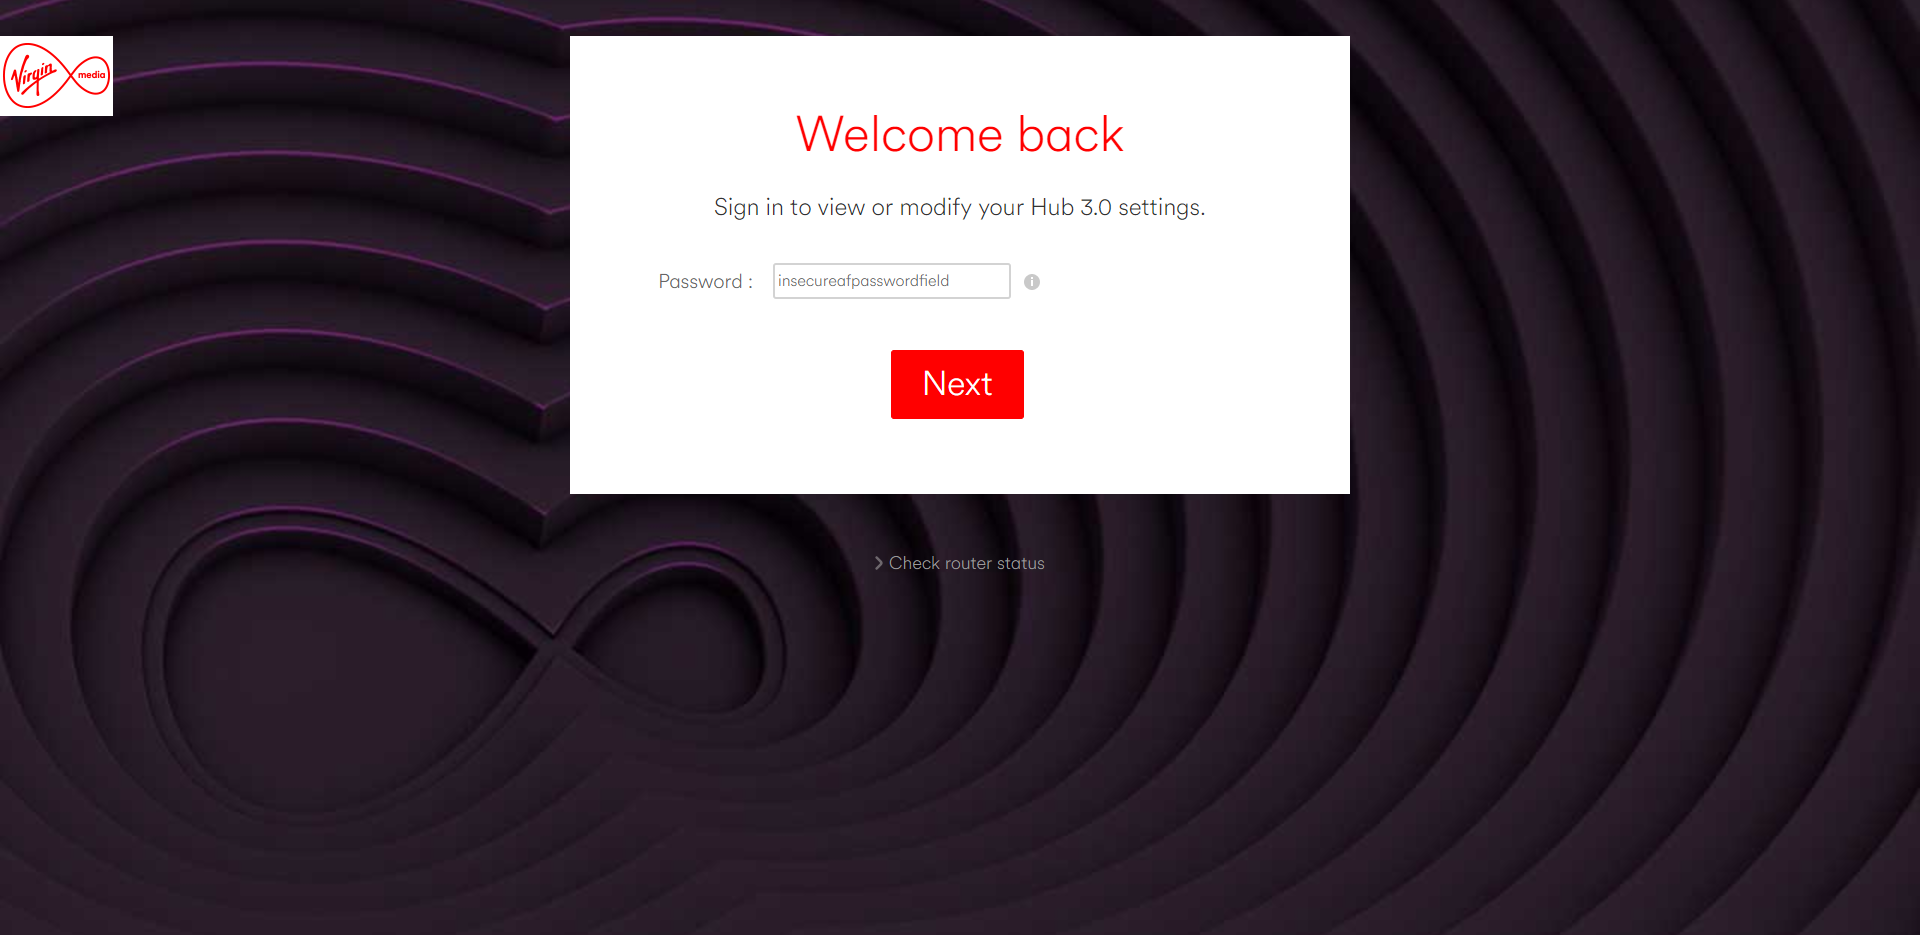 Virgin media
Welcome back
Sign in to view or modify your Hub 3.0 settings.
Password : insecureafpasswordfield
Next
Check router status